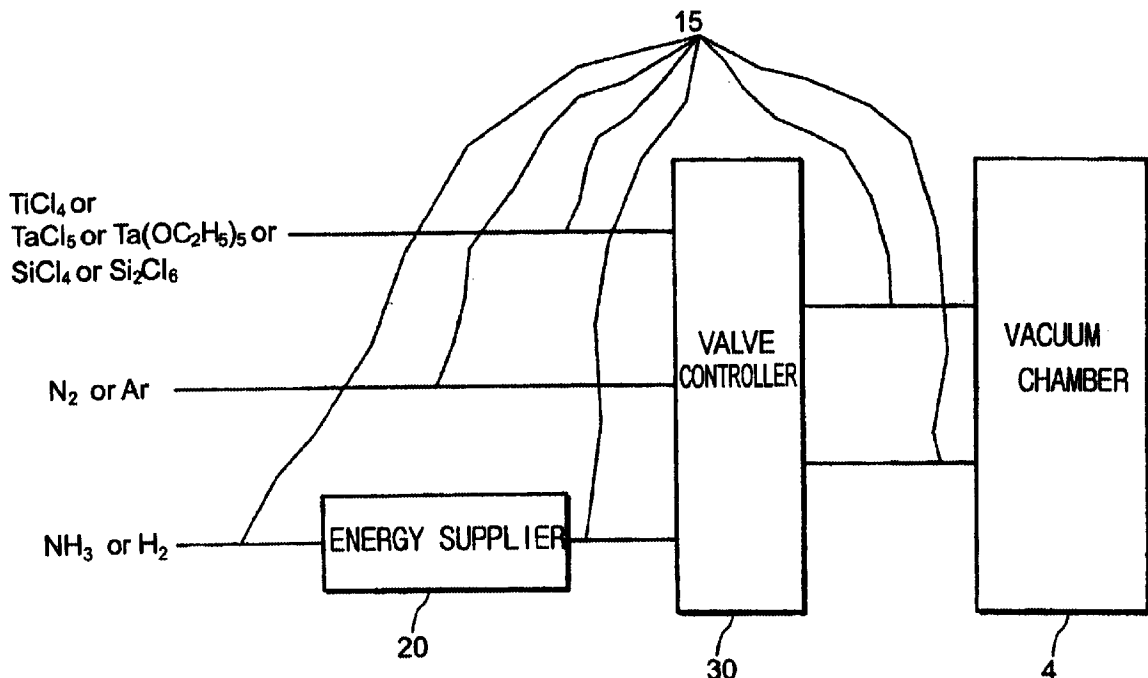 15
TiCl₄ or
TaCl₅ or Ta(OC₂H₅)₅ or
SiCl₄ or Si₂Cl₆
VALVE
CONTROLLER
VACUUM
CHAMBER
N₂ or Ar
NH₃ or H₂
ENERGY SUPPLIER
20
30
4